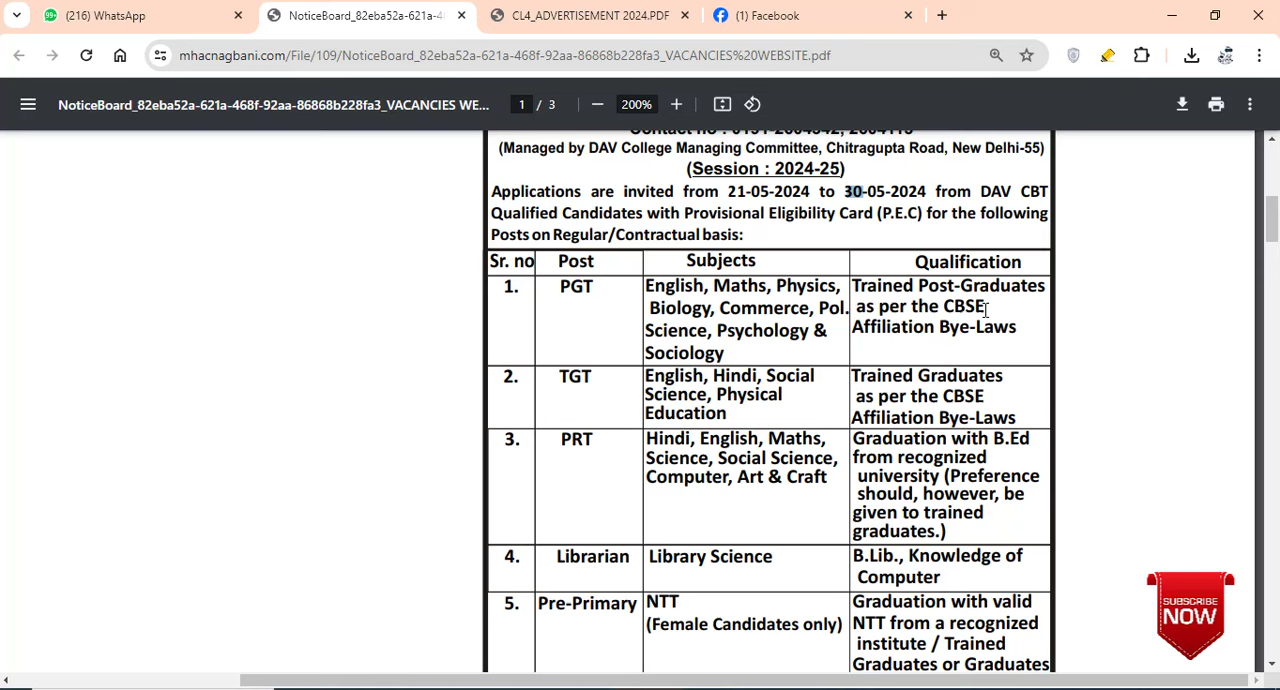 (216) WhatsApp
NoticeBoard_82eba52a-621a-4
CL4_ADVERTISEMENT 2024.PDF
(1) Facebook
mhacnagbani.com/File/109/NoticeBoard_82eba52a-621a-468f-92aa-86868b228fa3_VACANCIES%20WEBSITE.pdf
NoticeBoard_82eba52a-621a-468f-92aa-86868b228fa3_VACANCIES WE...
1 / 3
200%
(Managed by DAV College Managing Committee, Chitragupta Road, New Delhi-55)
(Session : 2024-25)
Applications are invited from 21-05-2024 to 30-05-2024 from DAV CBT
Qualified Candidates with Provisional Eligibility Card (P.E.C) for the following
Posts on Regular/Contractual basis:
Sr. no Post Subjects Qualification
1. PGT English, Maths, Physics, Trained Post-Graduates
Biology, Commerce, Pol. as per the CBSE
Science, Psychology & Affiliation Bye-Laws
Sociology
2. TGT English, Hindi, Social Trained Graduates
Science, Physical as per the CBSE
Education Affiliation Bye-Laws
3. PRT Hindi, English, Maths, Graduation with B.Ed
Science, Social Science, from recognized
Computer, Art & Craft university (Preference
should, however, be
given to trained
graduates.)
4. Librarian Library Science B.Lib., Knowledge of
Computer
5. Pre-Primary NTT Graduation with valid
(Female Candidates only) NTT from a recognized
institute / Trained
Graduates or Graduates
SUBSCRIBE
NOW